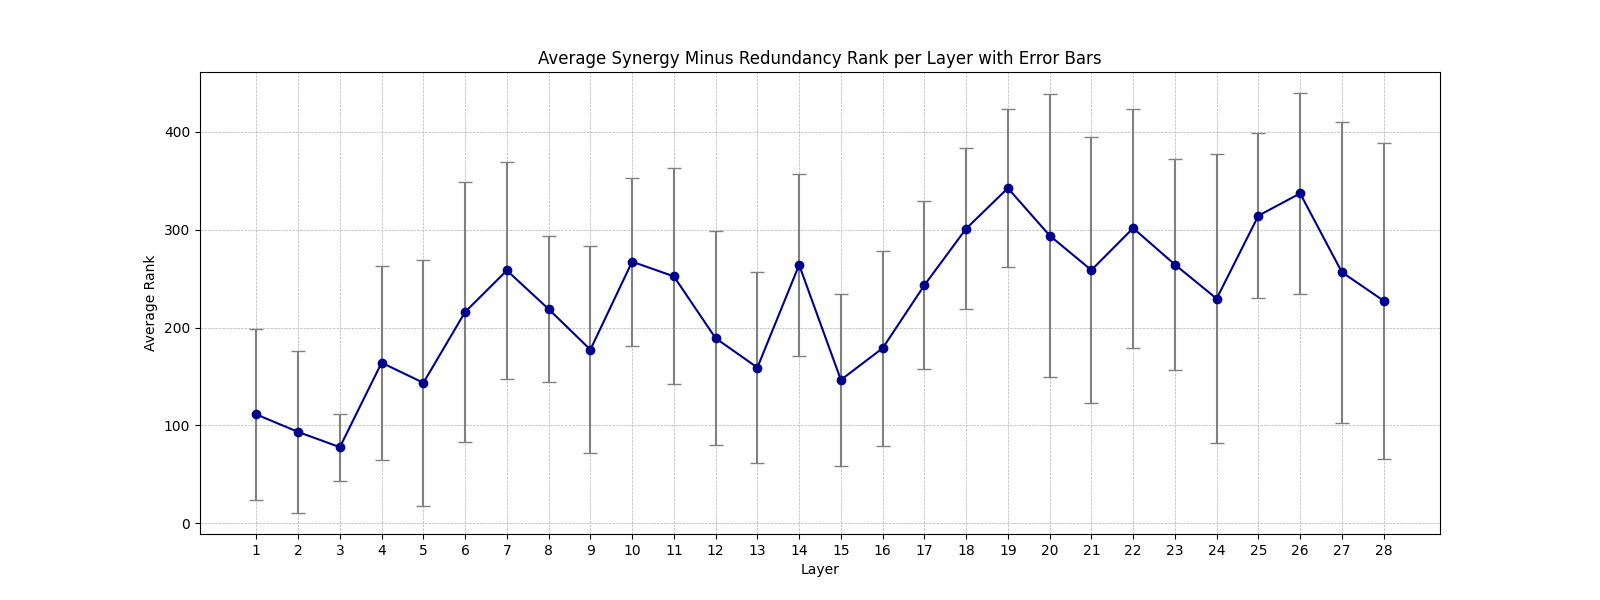 Average Synergy Minus Redundancy Rank per Layer with Error Bars
Average Rank
400
300
200
100
0
1 2 3 4 5 6 7 8 9 10 11 12 13 14 15 16 17 18 19 20 21 22 23 24 25 26 27 28
Layer